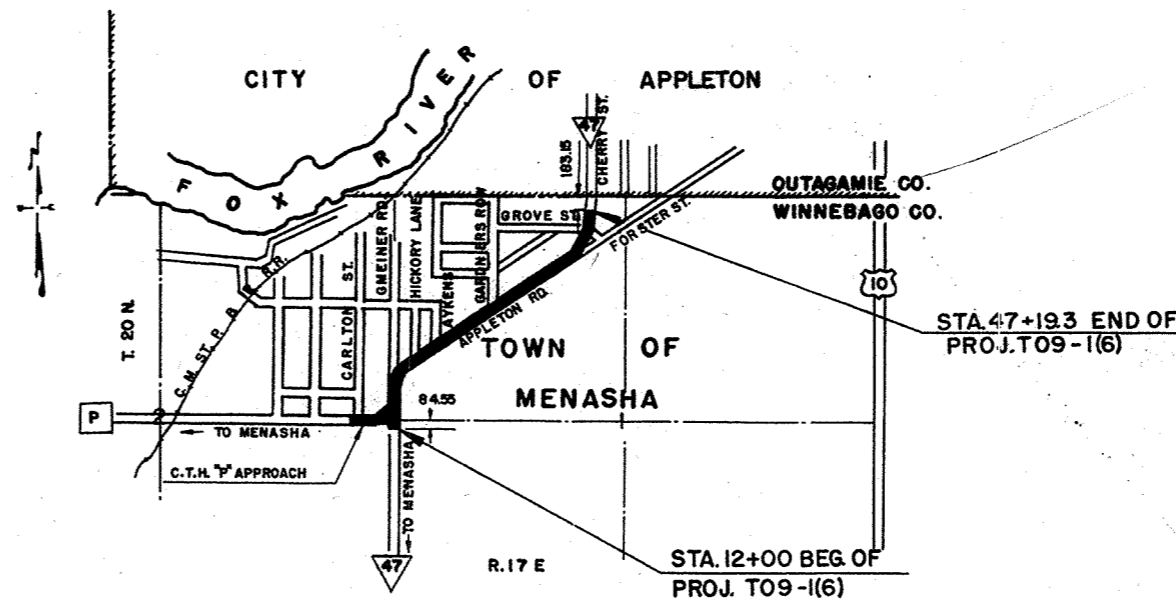 CITY OF APPLETON
FOX RIVER
47
CHERRY ST.
183.15
N
OUTAGAMIE CO.
WINNEBAGO CO.
GROVE ST.
FORSTER ST.
GMEINER RD.
HICKORY LANE
AYKENS
GARDNERS ROW
CARLTON ST.
C. M. ST. P. & P. R.R.
T. 20 N.
10
APPLETON RD.
STA. 47+19.3 END OF
PROJ. T09-1(6)
TOWN OF
MENASHA
84.55
P
TO MENASHA
C.T.H. "P" APPROACH
TO MENASHA
47
R. 17 E
STA. 12+00 BEG. OF
PROJ. T09-1(6)